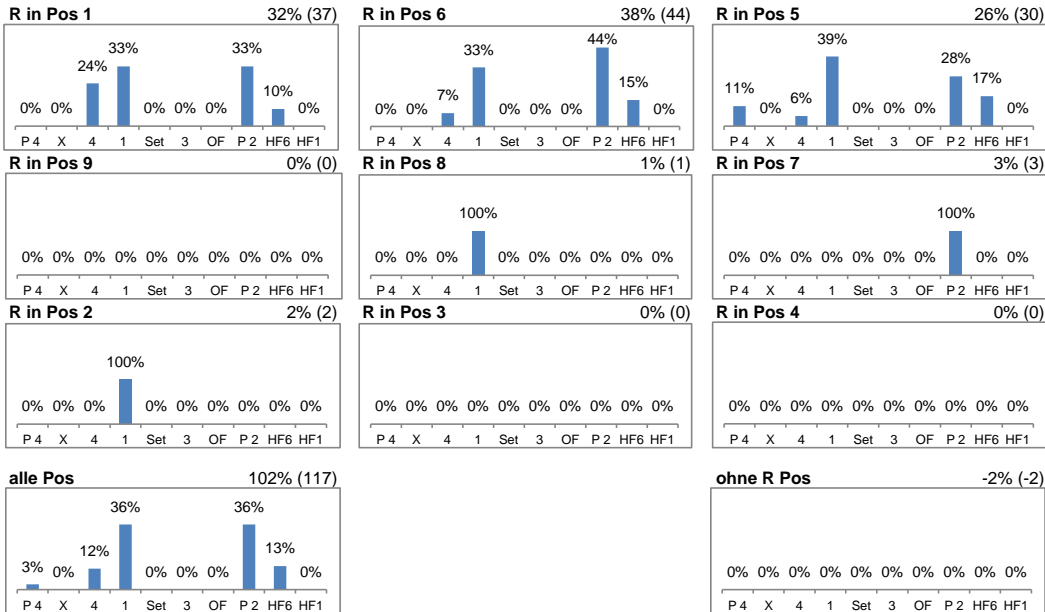 R in Pos 1 32% (37)
33% 33%
24%
10%
0% 0% 0% 0% 0% 0%
P 4 X 4 1 Set 3 OF P 2 HF6 HF1
R in Pos 6 38% (44)
44%
33%
15%
7%
0% 0% 0% 0% 0% 0%
P 4 X 4 1 Set 3 OF P 2 HF6 HF1
R in Pos 5 26% (30)
39%
28%
17%
11%
6%
0% 0% 0% 0% 0%
P 4 X 4 1 Set 3 OF P 2 HF6 HF1
R in Pos 9 0% (0)
0% 0% 0% 0% 0% 0% 0% 0% 0% 0%
P 4 X 4 1 Set 3 OF P 2 HF6 HF1
R in Pos 8 1% (1)
100%
0% 0% 0% 0% 0% 0% 0% 0% 0%
P 4 X 4 1 Set 3 OF P 2 HF6 HF1
R in Pos 7 3% (3)
100%
0% 0% 0% 0% 0% 0% 0% 0% 0%
P 4 X 4 1 Set 3 OF P 2 HF6 HF1
R in Pos 2 2% (2)
100%
0% 0% 0% 0% 0% 0% 0% 0% 0%
P 4 X 4 1 Set 3 OF P 2 HF6 HF1
R in Pos 3 0% (0)
0% 0% 0% 0% 0% 0% 0% 0% 0% 0%
P 4 X 4 1 Set 3 OF P 2 HF6 HF1
R in Pos 4 0% (0)
0% 0% 0% 0% 0% 0% 0% 0% 0% 0%
P 4 X 4 1 Set 3 OF P 2 HF6 HF1
alle Pos 102% (117)
36% 36%
12% 13%
3% 0% 0% 0% 0% 0%
P 4 X 4 1 Set 3 OF P 2 HF6 HF1
ohne R Pos -2% (-2)
0% 0% 0% 0% 0% 0% 0% 0% 0% 0%
P 4 X 4 1 Set 3 OF P 2 HF6 HF1